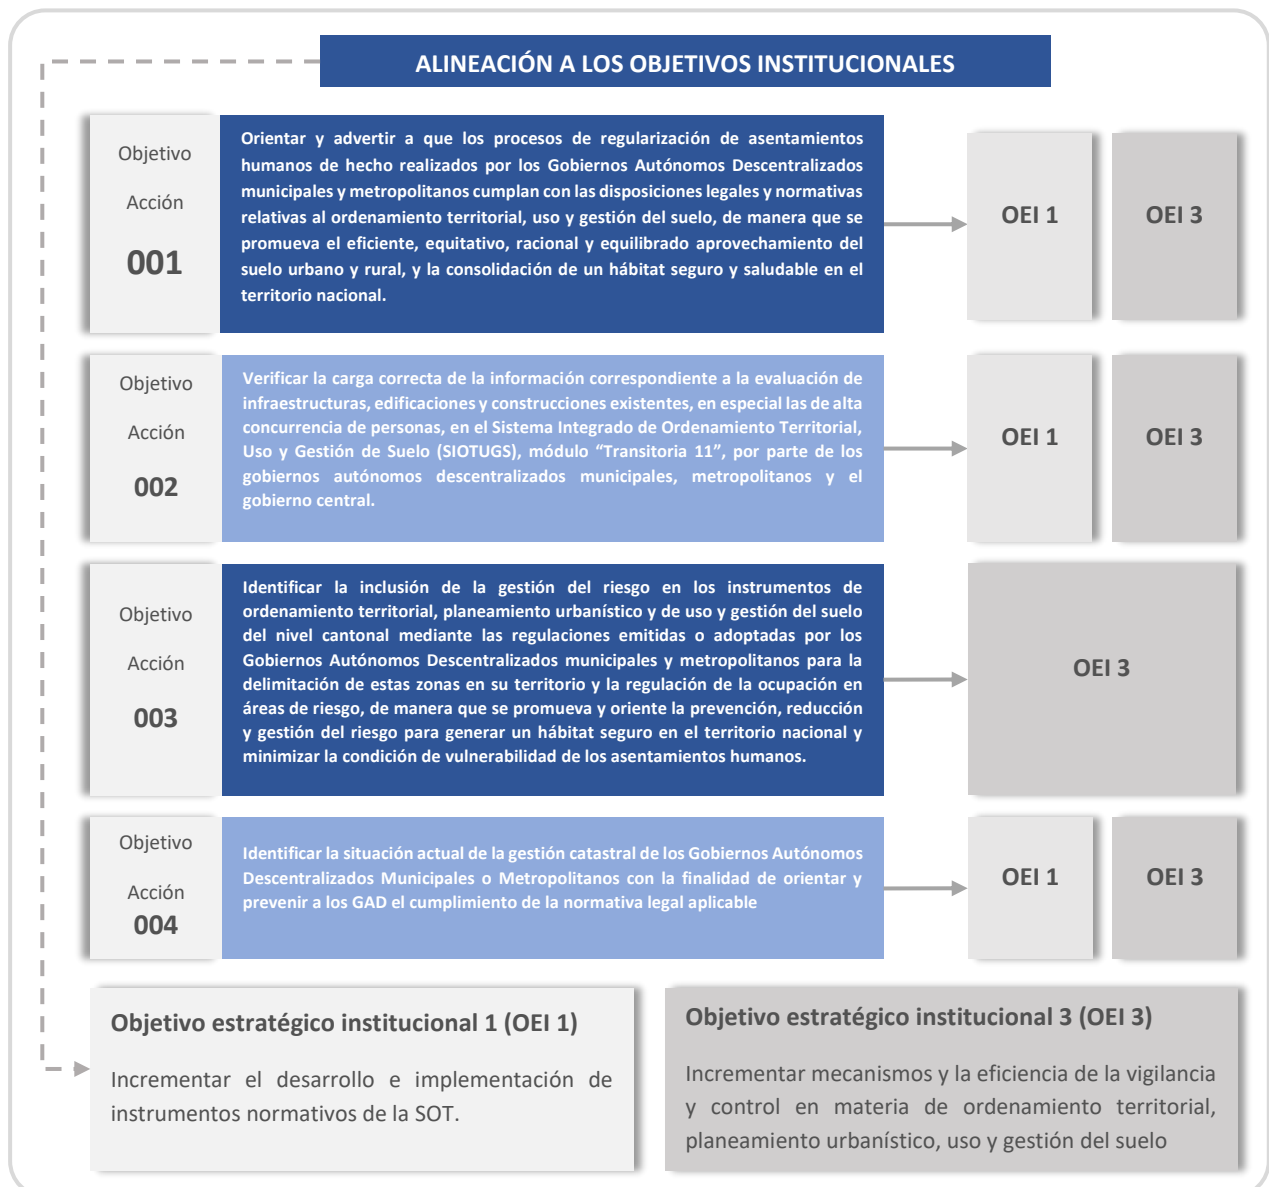 ALINEACIÓN A LOS OBJETIVOS INSTITUCIONALES
Objetivo
Acción
001
Orientar y advertir a que los procesos de regularización de asentamientos
humanos de hecho realizados por los Gobiernos Autónomos Descentralizados
municipales y metropolitanos cumplan con las disposiciones legales y normativas
relativas al ordenamiento territorial, uso y gestión del suelo, de manera que se
promueva el eficiente, equitativo, racional y equilibrado aprovechamiento del
suelo urbano y rural, y la consolidación de un hábitat seguro y saludable en el
territorio nacional.
OEI 1
OEI 3
Objetivo
Acción
002
Verificar la carga correcta de la información correspondiente a la evaluación de
infraestructuras, edificaciones y construcciones existentes, en especial las de alta
concurrencia de personas, en el Sistema Integrado de Ordenamiento Territorial,
Uso y Gestión de Suelo (SIOTUGS), módulo “Transitoria 11”, por parte de los
gobiernos autónomos descentralizados municipales, metropolitanos y el
gobierno central.
OEI 1
OEI 3
Objetivo
Acción
003
Identificar la inclusión de la gestión del riesgo en los instrumentos de
ordenamiento territorial, planeamiento urbanístico y de uso y gestión del suelo
del nivel cantonal mediante las regulaciones emitidas o adoptadas por los
Gobiernos Autónomos Descentralizados municipales y metropolitanos para la
delimitación de estas zonas en su territorio y la regulación de la ocupación en
áreas de riesgo, de manera que se promueva y oriente la prevención, reducción
y gestión del riesgo para generar un hábitat seguro en el territorio nacional y
minimizar la condición de vulnerabilidad de los asentamientos humanos.
OEI 3
Objetivo
Acción
004
Identificar la situación actual de la gestión catastral de los Gobiernos Autónomos
Descentralizados Municipales o Metropolitanos con la finalidad de orientar y
prevenir a los GAD el cumplimiento de la normativa legal aplicable
OEI 1
OEI 3
Objetivo estratégico institucional 1 (OEI 1)
Incrementar el desarrollo e implementación de
instrumentos normativos de la SOT.
Objetivo estratégico institucional 3 (OEI 3)
Incrementar mecanismos y la eficiencia de la vigilancia
y control en materia de ordenamiento territorial,
planeamiento urbanístico, uso y gestión del suelo